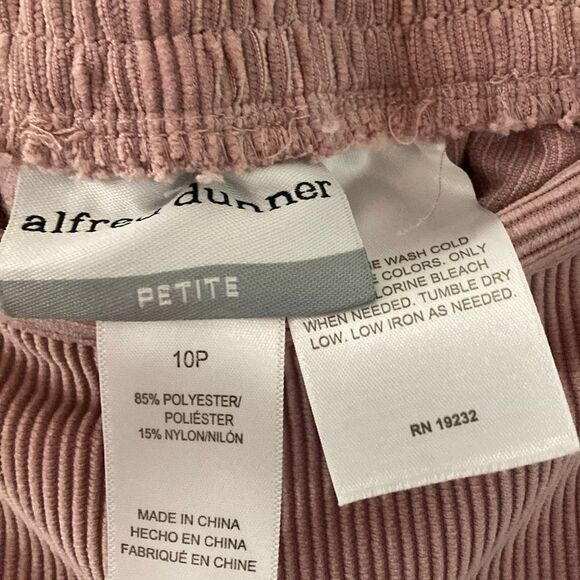 alfred dunner
PETITE
10P
85% POLYESTER/
POLIÉSTER
15% NYLON/NILÓN
MADE IN CHINA
HECHO EN CHINA
FABRIQUÉ EN CHINE
WASH COLD
COLORS. ONLY
BLEACH
WHEN NEEDED. TUMBLE DRY
LOW. LOW IRON AS NEEDED.
RN 19232